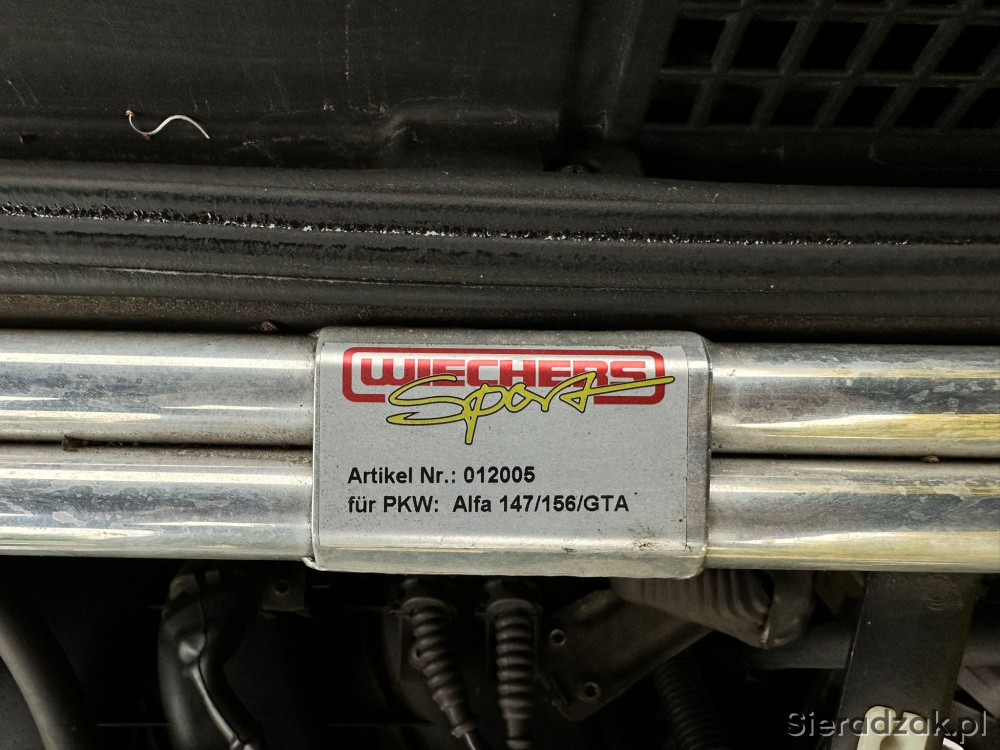 WIECHERS
Sport
Artikel Nr.: 012005
für PKW: Alfa 147/156/GTA
Sieradzak.pl